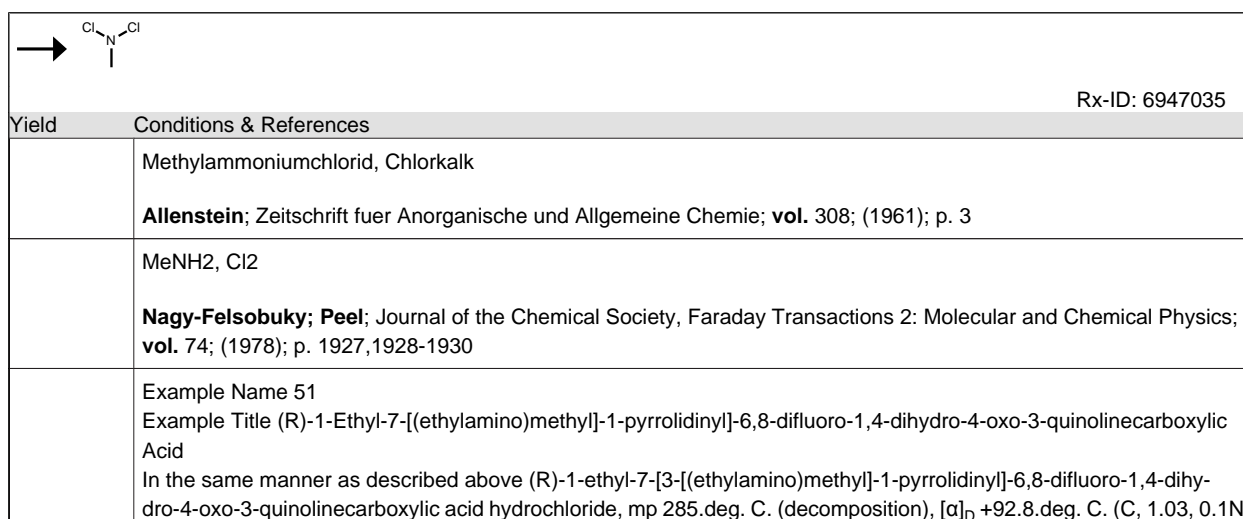 Cl N Cl
Rx-ID: 6947035
Yield Conditions & References
Methylammoniumchlorid, Chlorkalk
Allenstein; Zeitschrift fuer Anorganische und Allgemeine Chemie; vol. 308; (1961); p. 3
MeNH2, Cl2
Nagy-Felsobuky; Peel; Journal of the Chemical Society, Faraday Transactions 2: Molecular and Chemical Physics;
vol. 74; (1978); p. 1927,1928-1930
Example Name 51
Example Title (R)-1-Ethyl-7-[(ethylamino)methyl]-1-pyrrolidinyl]-6,8-difluoro-1,4-dihydro-4-oxo-3-quinolinecarboxylic
Acid
In the same manner as described above (R)-1-ethyl-7-[3-[(ethylamino)methyl]-1-pyrrolidinyl]-6,8-difluoro-1,4-dihy-
dro-4-oxo-3-quinolinecarboxylic acid hydrochloride, mp 285.deg. C. (decomposition), [α]D +92.8.deg. C. (C, 1.03, 0.1N